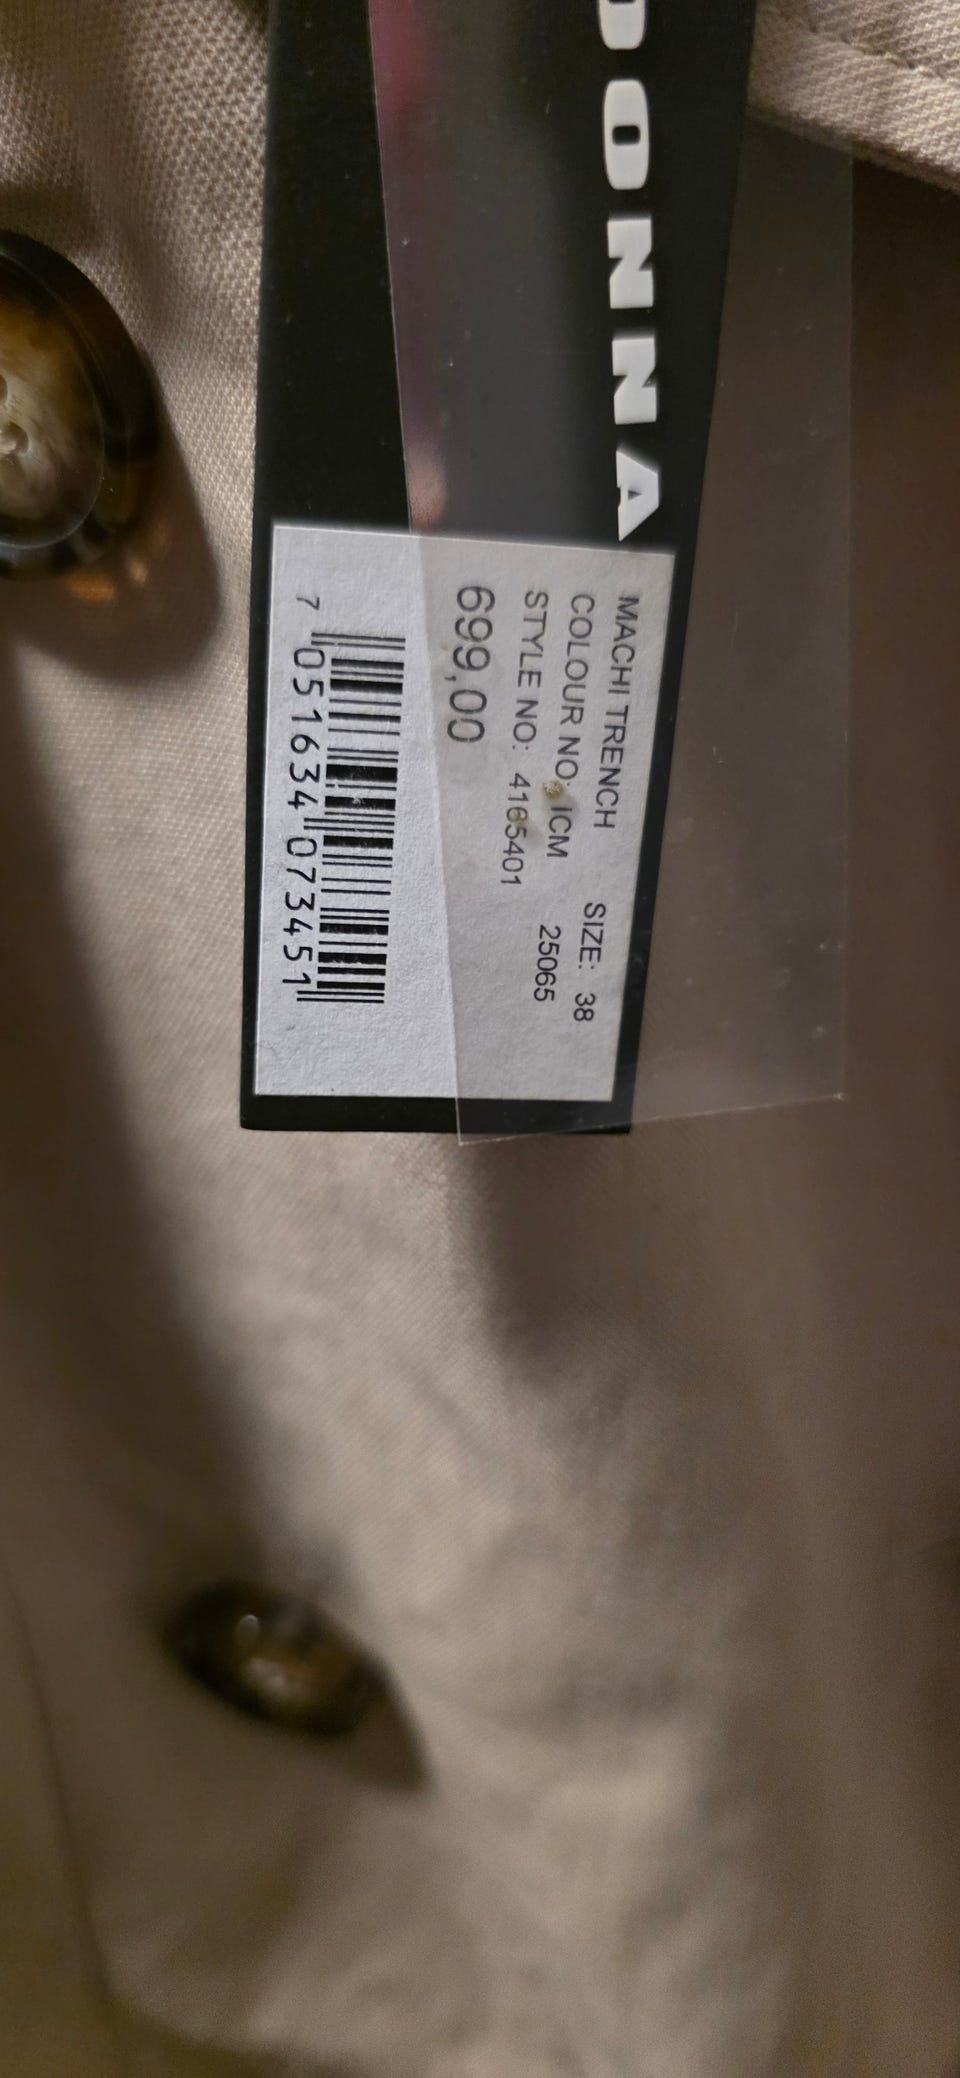 DONNA
MACHI TRENCH SIZE: 38
COLOUR NO: ICM 25065
STYLE NO: 4165401
699,00
7 051634 073451